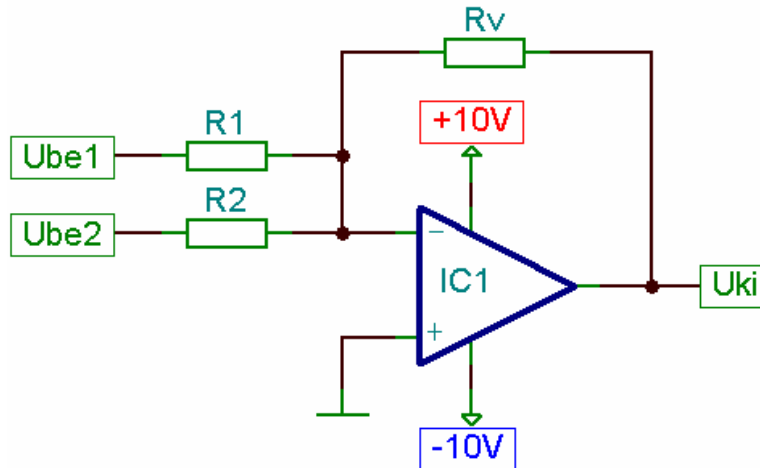 Rv
+10V
R1
Ube1
R2
Ube2
−
IC1
Uki
+
-10V